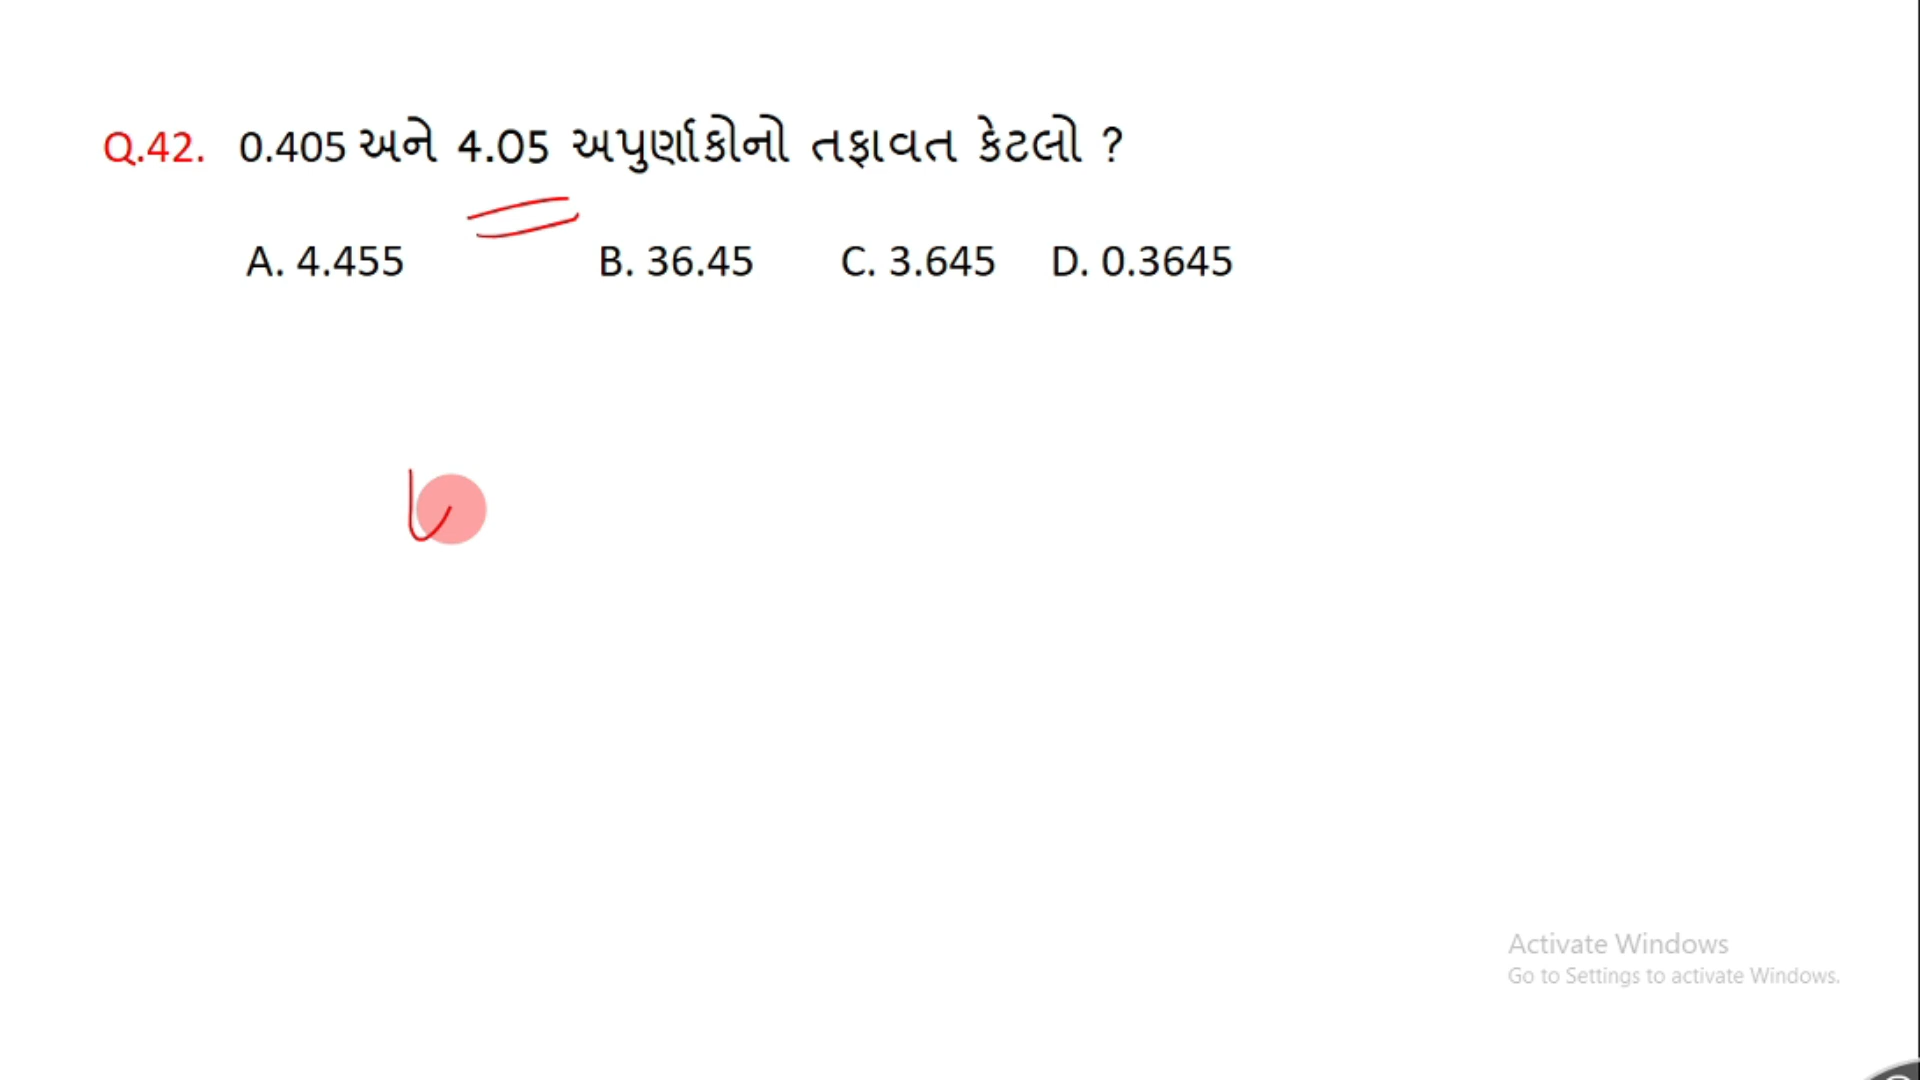 Q.42. 0.405 અને 4.05 અપુર્ણાકોનો તફાવત કેટલો ?
A. 4.455 B. 36.45 C. 3.645 D. 0.3645
Activate Windows
Go to Settings to activate Windows.